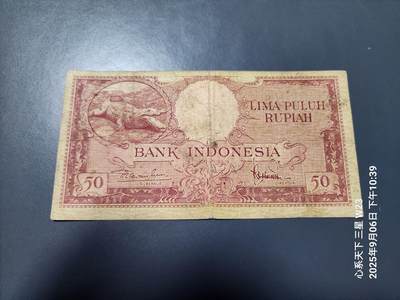 LIMA PULUH
RUPIAH
BANK INDONESIA
50
50
心系天下 三星 W23
2025年9月06日 下午10:39